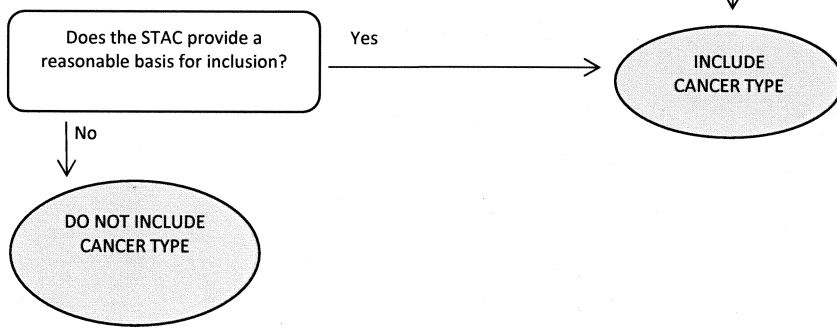 Does the STAC provide a
reasonable basis for inclusion?
Yes
INCLUDE
CANCER TYPE
No
DO NOT INCLUDE
CANCER TYPE